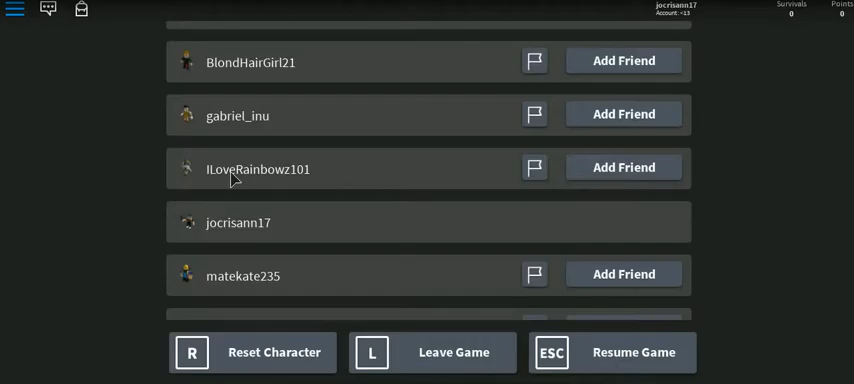 jocrisann17
Account: <13
Survivals
0
Points
0
BlondHairGirl21
Add Friend
gabriel_inu
Add Friend
ILoveRainbowz101
Add Friend
jocrisann17
matekate235
Add Friend
R Reset Character
L Leave Game
ESC Resume Game